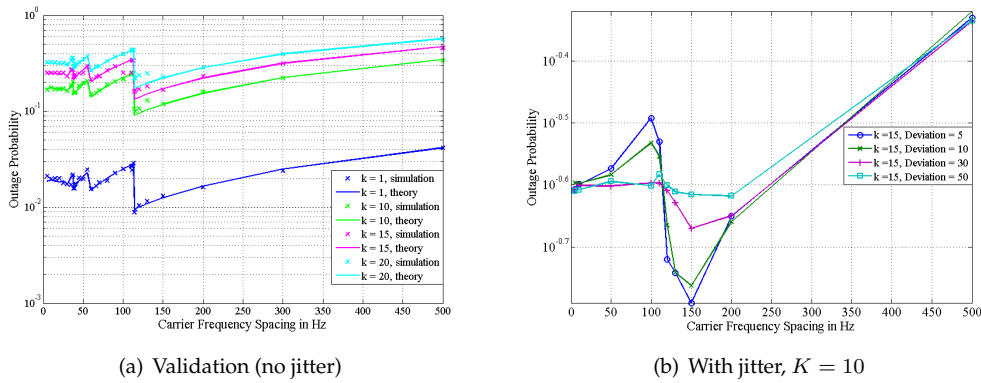 10^0
10^-1
10^-2
10^-3
Outage Probability
0 50 100 150 200 250 300 350 400 450 500
Carrier Frequency Spacing in Hz
k = 1, simulation
k = 1, theory
k = 10, simulation
k = 10, theory
k = 15, simulation
k = 15, theory
k = 20, simulation
k = 20, theory
(a) Validation (no jitter)
10^-0.4
10^-0.5
10^-0.6
10^-0.7
Outage Probability
0 50 100 150 200 250 300 350 400 450 500
Carrier Frequency Spacing in Hz
k =15, Deviation = 5
k =15, Deviation = 10
k =15, Deviation = 30
k =15, Deviation = 50
(b) With jitter, K = 10